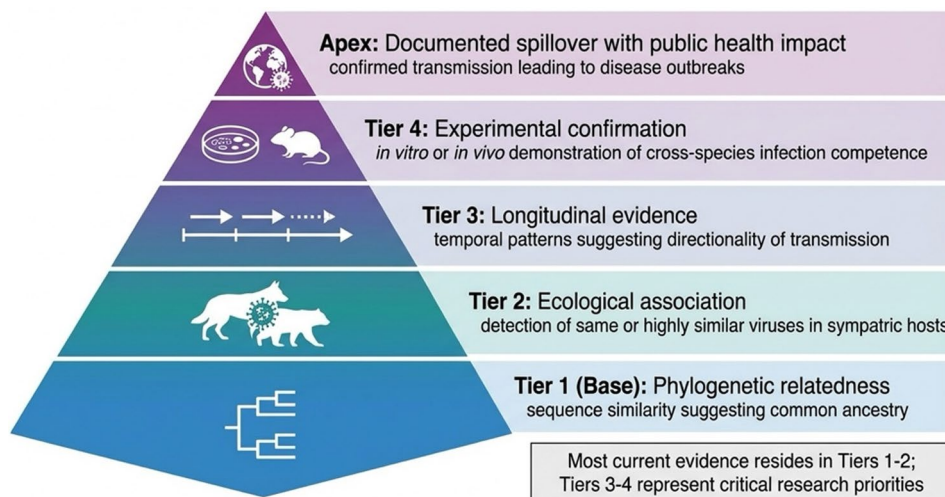 Apex: Documented spillover with public health impact
confirmed transmission leading to disease outbreaks
Tier 4: Experimental confirmation
in vitro or in vivo demonstration of cross-species infection competence
Tier 3: Longitudinal evidence
temporal patterns suggesting directionality of transmission
Tier 2: Ecological association
detection of same or highly similar viruses in sympatric hosts
Tier 1 (Base): Phylogenetic relatedness
sequence similarity suggesting common ancestry
Most current evidence resides in Tiers 1-2;
Tiers 3-4 represent critical research priorities